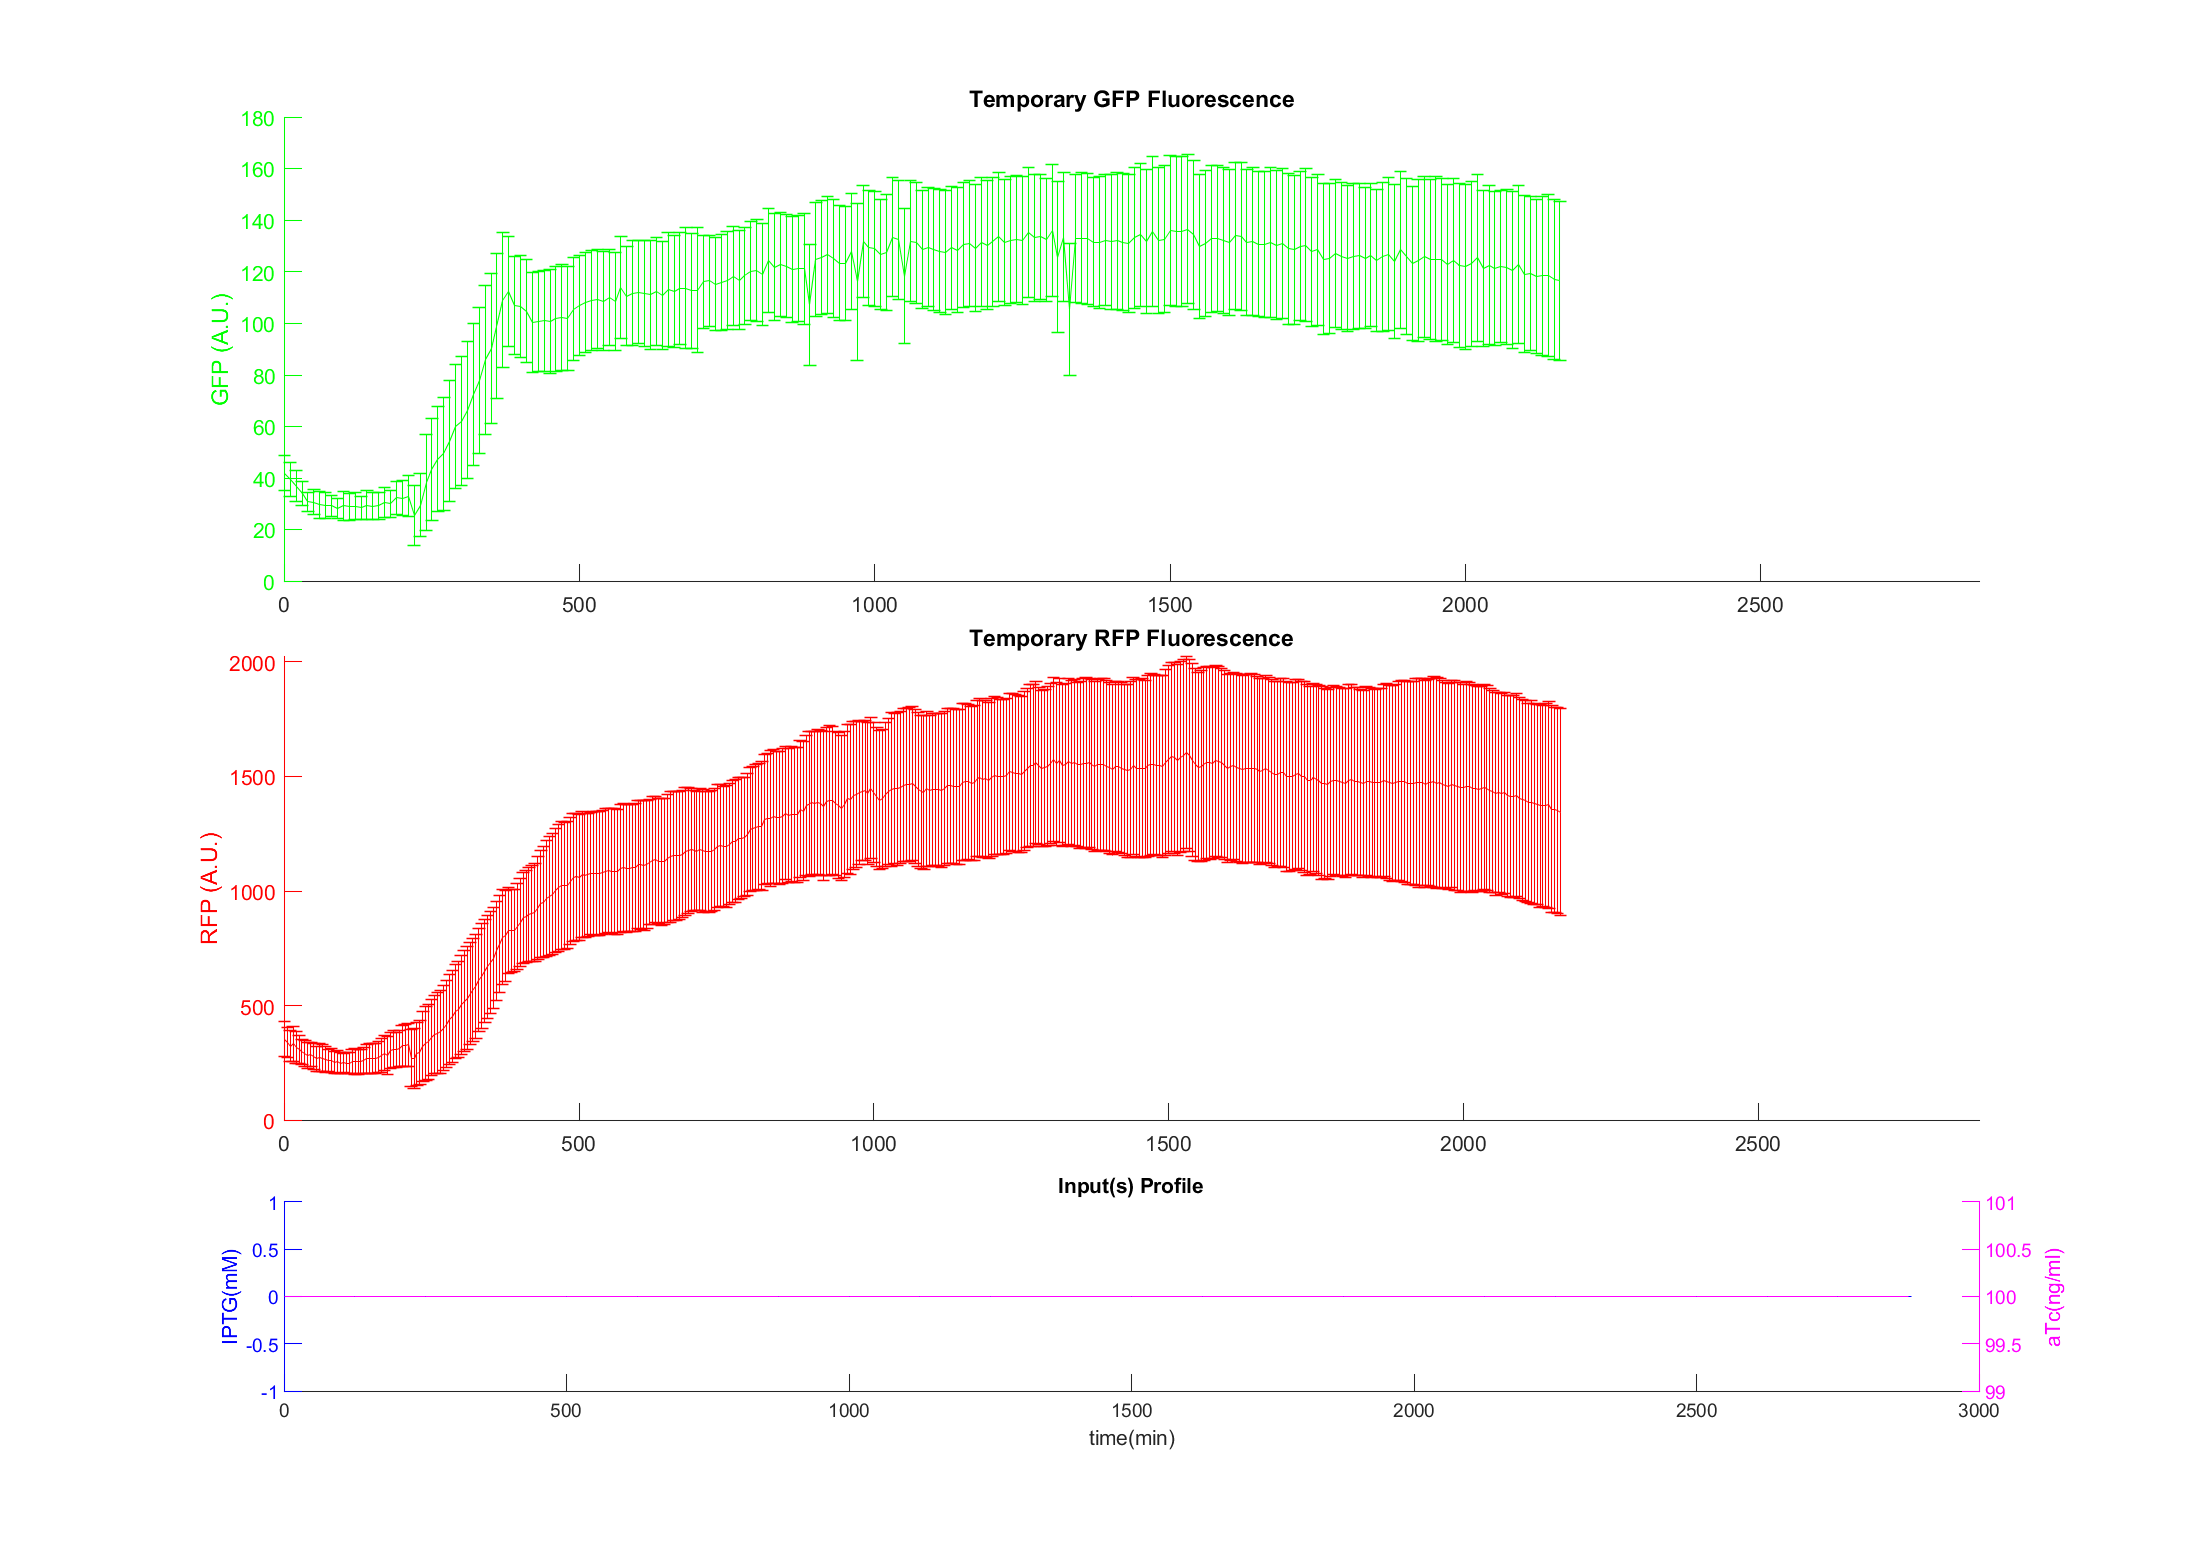 Temporary GFP Fluorescence
180
160
140
120
100
80
60
40
20
0
GFP (A.U.)
0 500 1000 1500 2000 2500
Temporary RFP Fluorescence
2000
1500
1000
500
0
RFP (A.U.)
0 500 1000 1500 2000 2500
Input(s) Profile
1 101
0.5 100.5
0 100
-0.5 99.5
-1 99
IPTG(mM)
aTc(ng/ml)
0 500 1000 1500 2000 2500 3000
time(min)